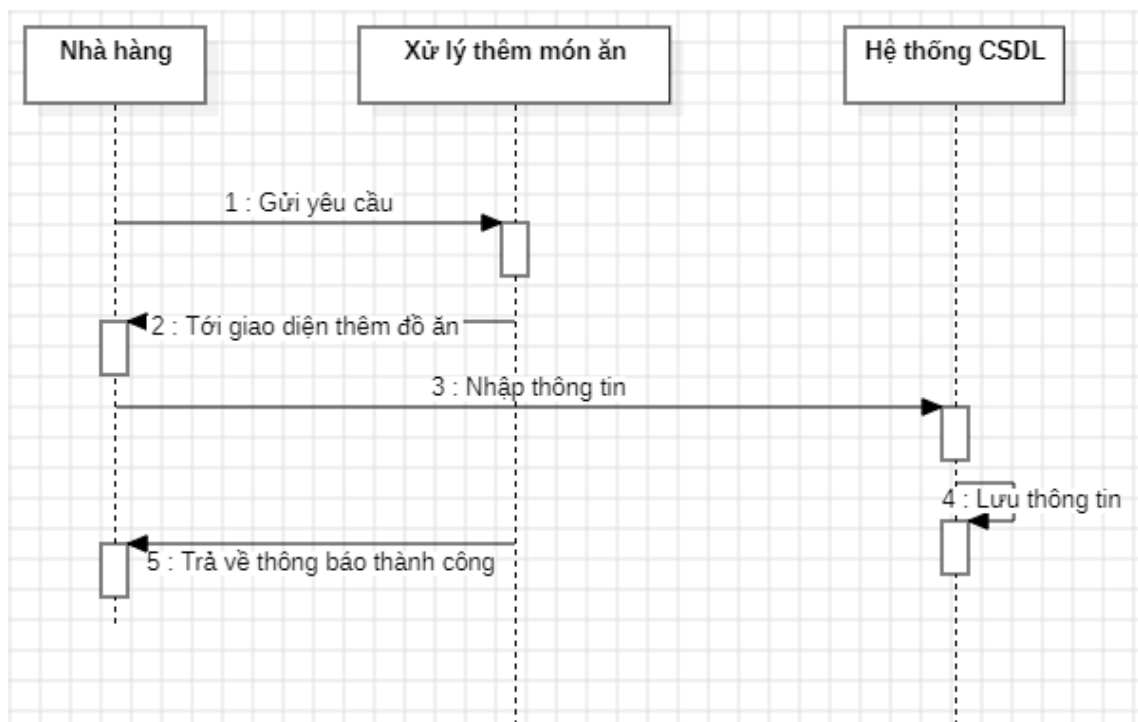 Nhà hàng
Xử lý thêm món ăn
Hệ thống CSDL
1 : Gửi yêu cầu
2 : Tới giao diện thêm đồ ăn
3 : Nhập thông tin
4 : Lưu thông tin
5 : Trả về thông báo thành công